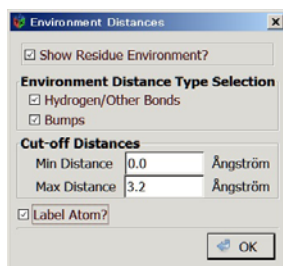 Environment Distances
Show Residue Environment?
Environment Distance Type Selection
Hydrogen/Other Bonds
Bumps
Cut-off Distances
Min Distance 0.0 Ångström
Max Distance 3.2 Ångström
Label Atom?
OK